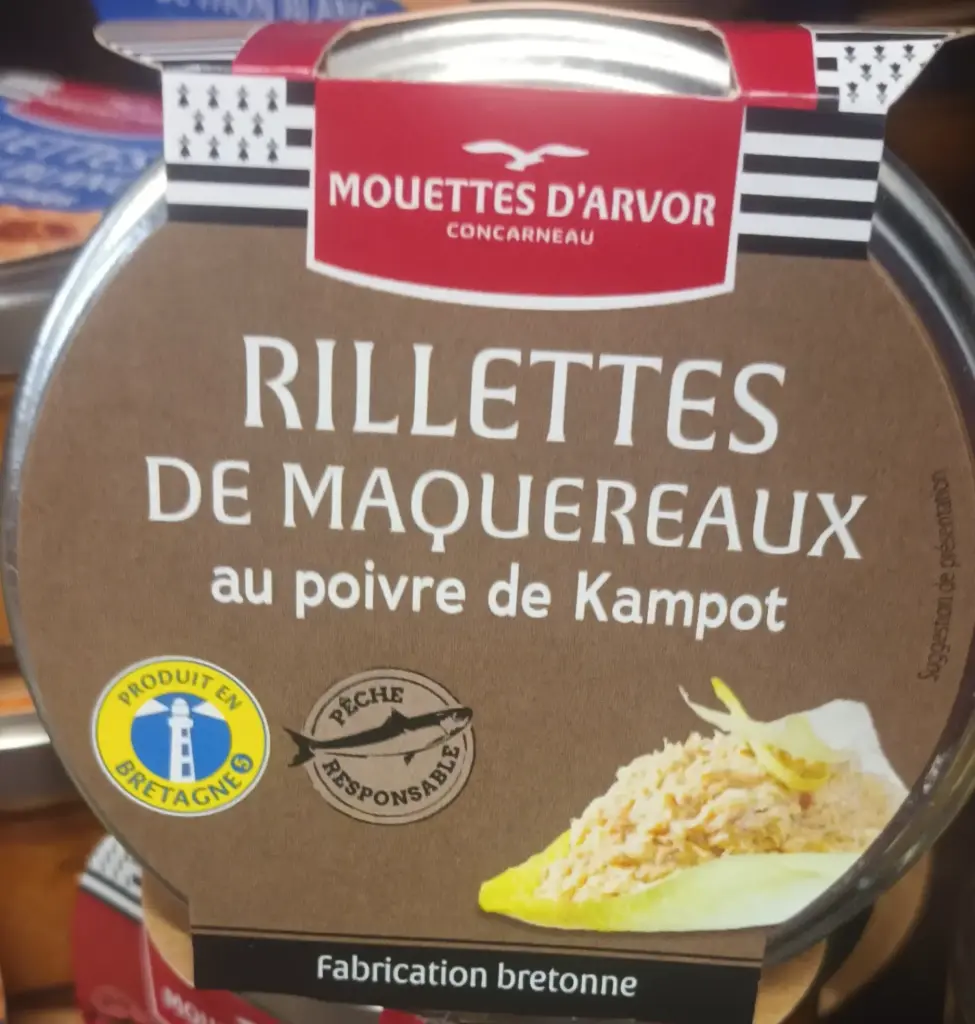 MOUETTES D'ARVOR
CONCARNEAU
RILLETTES
DE MAQUEREAUX
au poivre de Kampot
Suggestion de présentation
PRODUIT EN
BRETAGNE
PÊCHE
RESPONSABLE
Fabrication bretonne
MOU